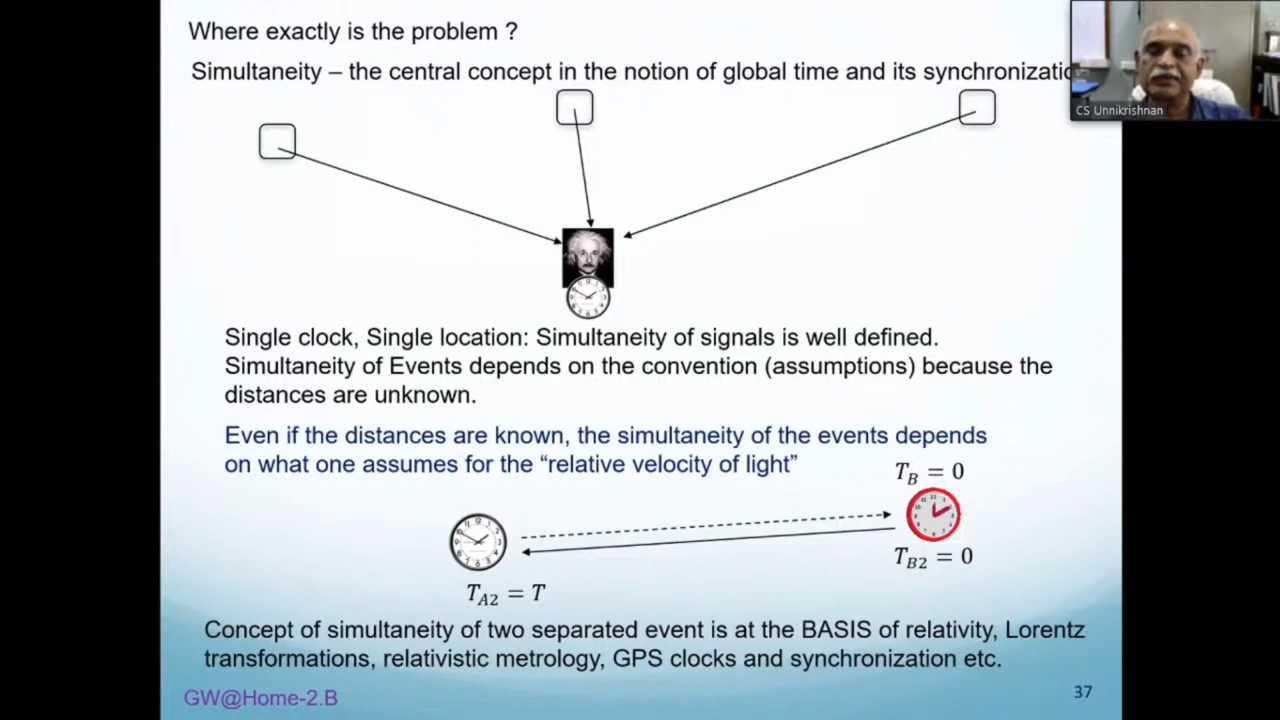 Where exactly is the problem ?
Simultaneity – the central concept in the notion of global time and its
CS Unnikrishnan
Single clock, Single location: Simultaneity of signals is well defined.
Simultaneity of Events depends on the convention (assumptions) because the
distances are unknown.
Even if the distances are known, the simultaneity of the events depends
on what one assumes for the “relative velocity of light”
T_B = 0
T_{B2} = 0
T_{A2} = T
Concept of simultaneity of two separated event is at the BASIS of relativity, Lorentz
transformations, relativistic metrology, GPS clocks and synchronization etc.
GW@Home-2.B
37